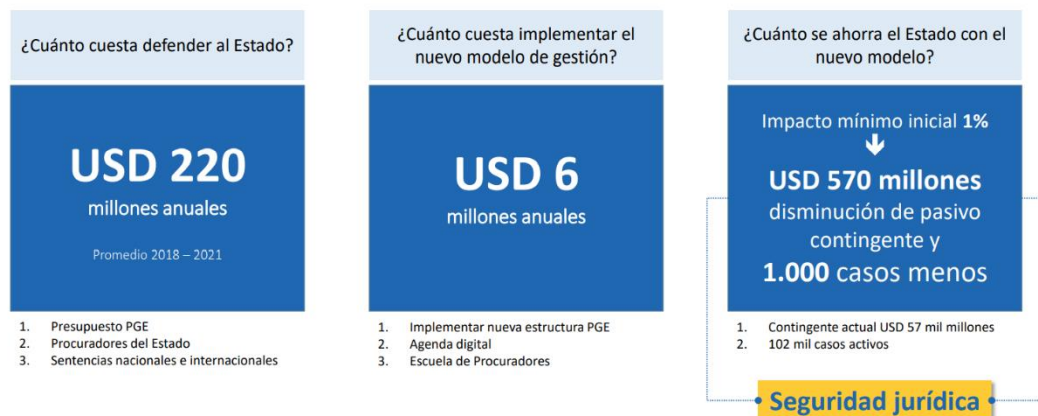 ¿Cuánto cuesta defender al Estado?
USD 220
millones anuales
Promedio 2018 – 2021
1. Presupuesto PGE
2. Procuradores del Estado
3. Sentencias nacionales e internacionales
¿Cuánto cuesta implementar el
nuevo modelo de gestión?
USD 6
millones anuales
1. Implementar nueva estructura PGE
2. Agenda digital
3. Escuela de Procuradores
¿Cuánto se ahorra el Estado con el
nuevo modelo?
Impacto mínimo inicial 1%
USD 570 millones
disminución de pasivo
contingente y
1.000 casos menos
1. Contingente actual USD 57 mil millones
2. 102 mil casos activos
Seguridad jurídica